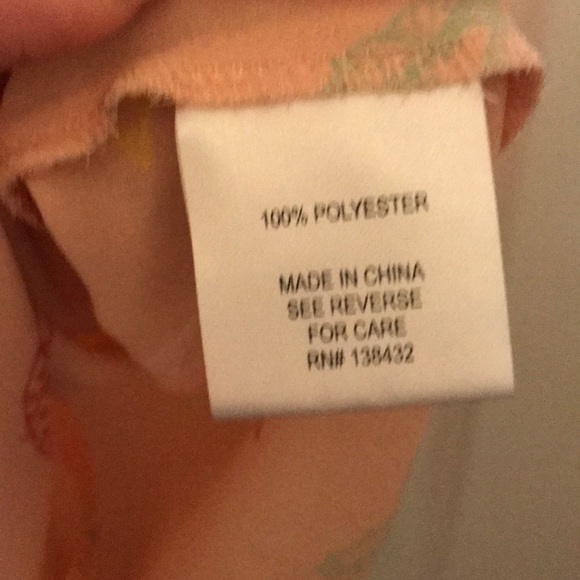 100% POLYESTER
MADE IN CHINA
SEE REVERSE
FOR CARE
RN# 138432